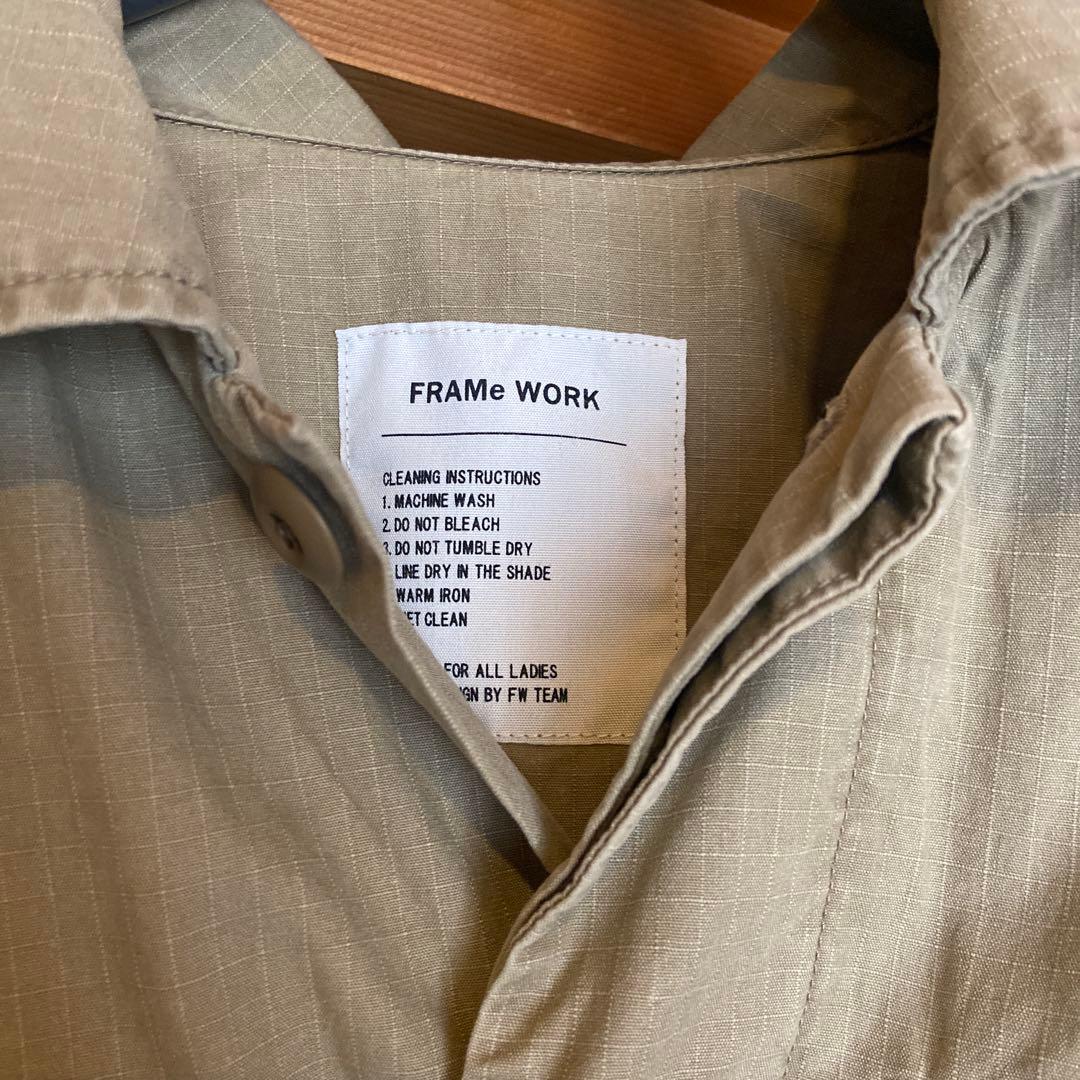 FRAMe WORK
CLEANING INSTRUCTIONS
1. MACHINE WASH
2. DO NOT BLEACH
3. DO NOT TUMBLE DRY
LINE DRY IN THE SHADE
WARM IRON
CLEAN
FOR ALL LADIES
BY FW TEAM